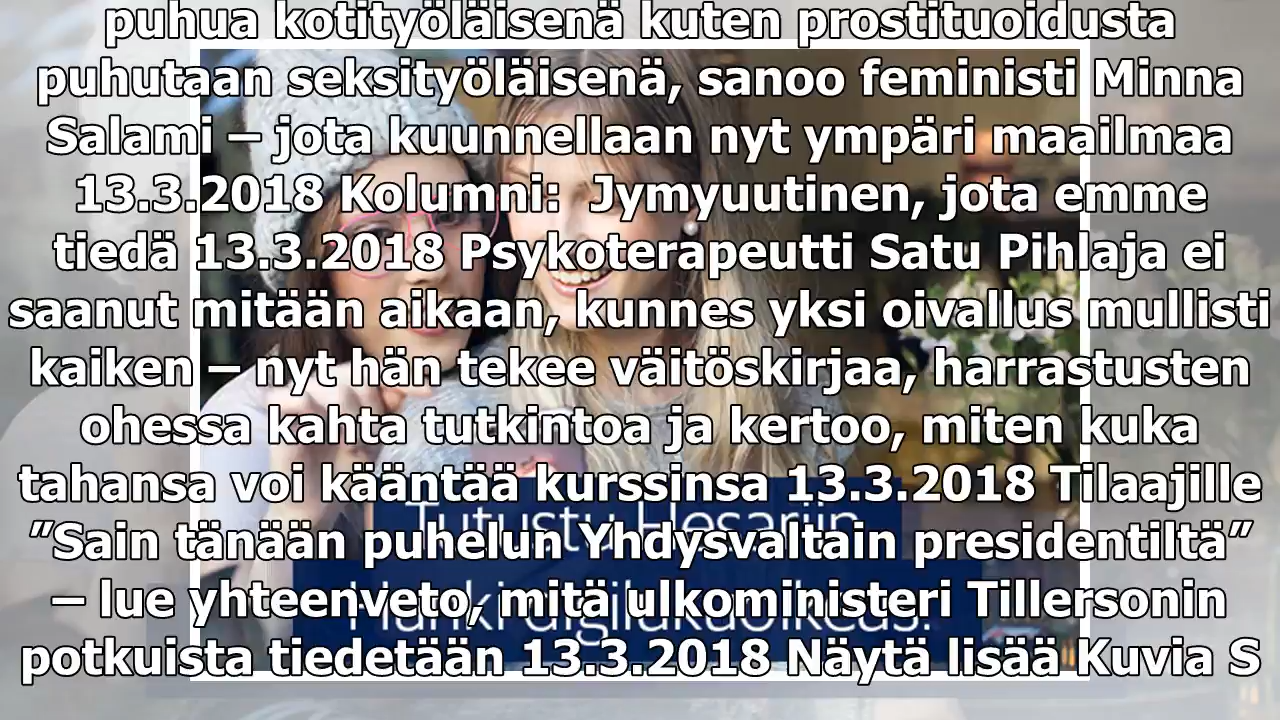 puhua kotityöläisenä kuten prostituoidusta
puhutaan seksityöläisenä, sanoo feministi Minna
Salami – jota kuunnellaan nyt ympäri maailmaa
13.3.2018 Kolumni: Jymyuutinen, jota emme
tiedä 13.3.2018 Psykoterapeutti Satu Pihlaja ei
saanut mitään aikaan, kunnes yksi oivallus mullisti
kaiken – nyt hän tekee väitöskirjaa, harrastusten
ohessa kahta tutkintoa ja kertoo, miten kuka
tahansa voi kääntää kurssinsa 13.3.2018 Tilaajille
Tutustu Hesariin.
”Sain tänään puhelun Yhdysvaltain presidentiltä”
– lue yhteenveto, mitä ulkoministeri Tillersonin
Hanki digilukuoikeus.
potkuista tiedetään 13.3.2018 Näytä lisää Kuvia S